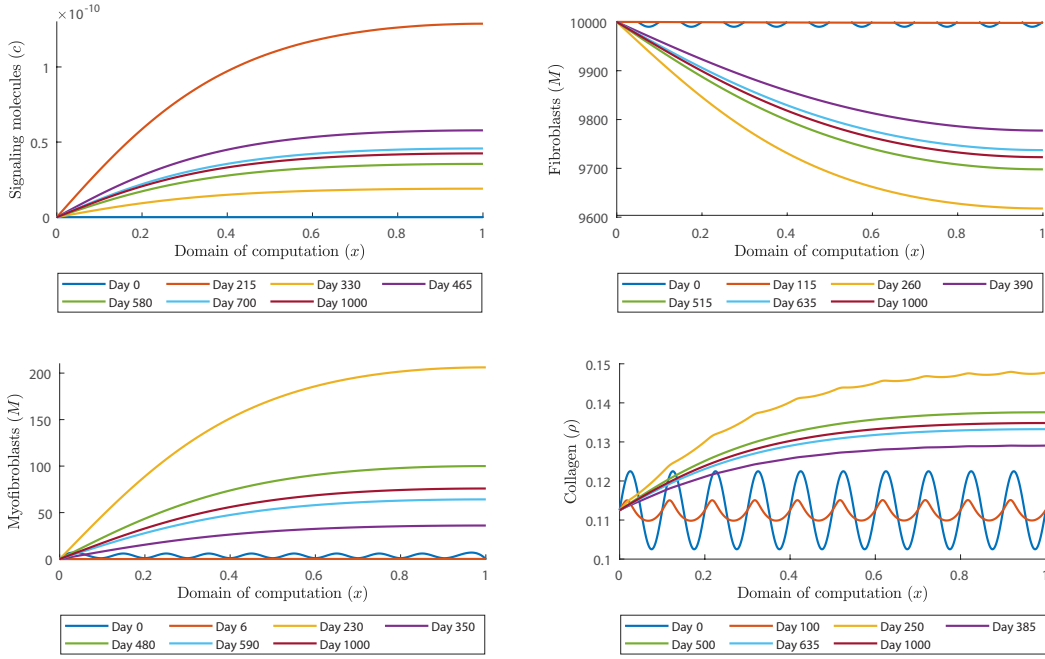 ×10⁻¹⁰
Signaling molecules (c)
1
0.5
0
0 0.2 0.4 0.6 0.8 1
Domain of computation (x)
Day 0 Day 215 Day 330 Day 465
Day 580 Day 700 Day 1000
Fibroblasts (M)
10000
9900
9800
9700
9600
0 0.2 0.4 0.6 0.8 1
Domain of computation (x)
Day 0 Day 115 Day 260 Day 390
Day 515 Day 635 Day 1000
Myofibroblasts (M)
200
150
100
50
0
0 0.2 0.4 0.6 0.8 1
Domain of computation (x)
Day 0 Day 6 Day 230 Day 350
Day 480 Day 590 Day 1000
Collagen (ρ)
0.15
0.14
0.13
0.12
0.11
0.1
0 0.2 0.4 0.6 0.8 1
Domain of computation (x)
Day 0 Day 100 Day 250 Day 385
Day 500 Day 635 Day 1000